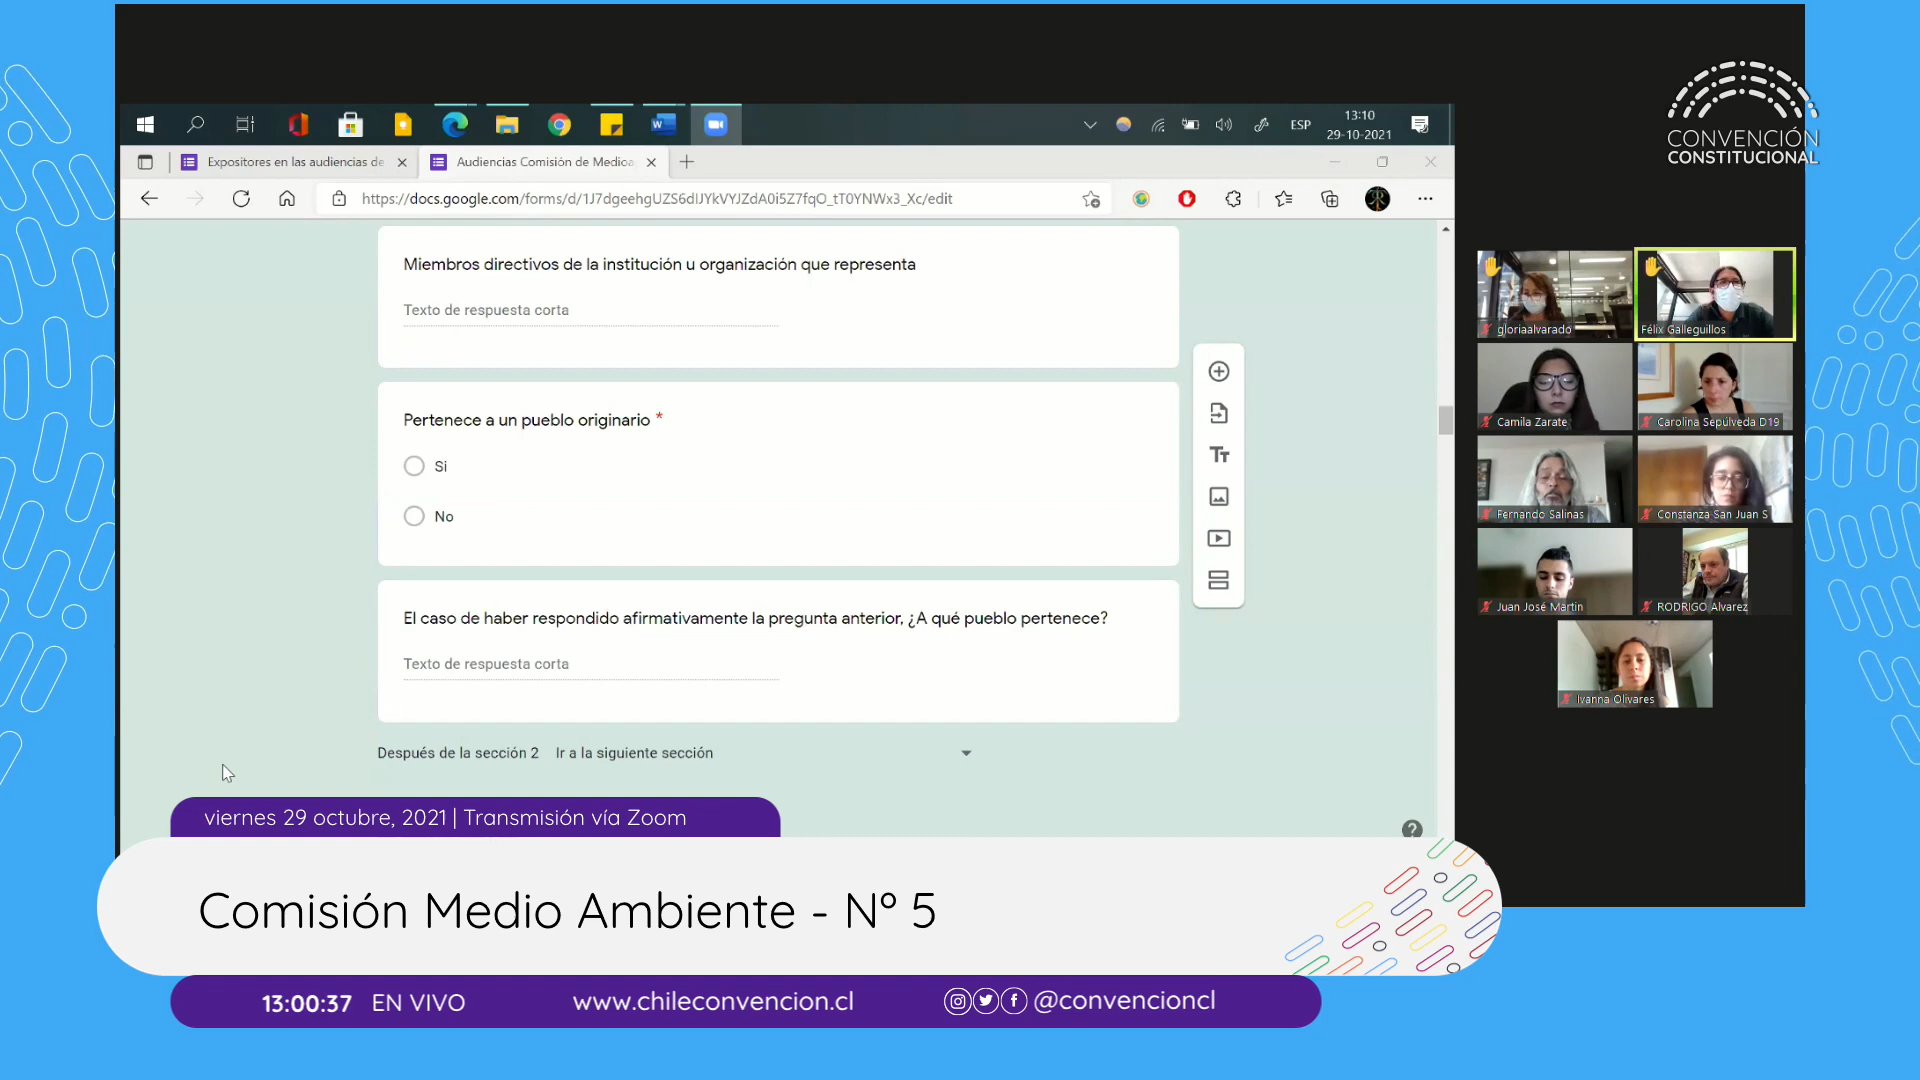 13:10
ESP
29-10-2021
CONVENCIÓN
CONSTITUCIONAL
Expositores en las audiencias de
Audiencias Comisión de Medioa
https://docs.google.com/forms/d/1J7dgeehgUZS6dIJYkVYJZdA0i5Z7fqO_tT0YNWx3_Xc/edit
Miembros directivos de la institución u organización que representa
Texto de respuesta corta
Pertenece a un pueblo originario *
Si
No
El caso de haber respondido afirmativamente la pregunta anterior, ¿A qué pueblo pertenece?
Texto de respuesta corta
Después de la sección 2 Ir a la siguiente sección
gloriaalvarado
Félix Galleguillos
Camila Zarate
Carolina Sepúlveda D19
Fernando Salinas
Constanza San Juan S
Juan José Martin
RODRIGO Alvarez
Ivanna Olivares
viernes 29 octubre, 2021 | Transmisión vía Zoom
Comisión Medio Ambiente - Nº 5
13:00:37 EN VIVO www.chileconvencion.cl @convencioncl